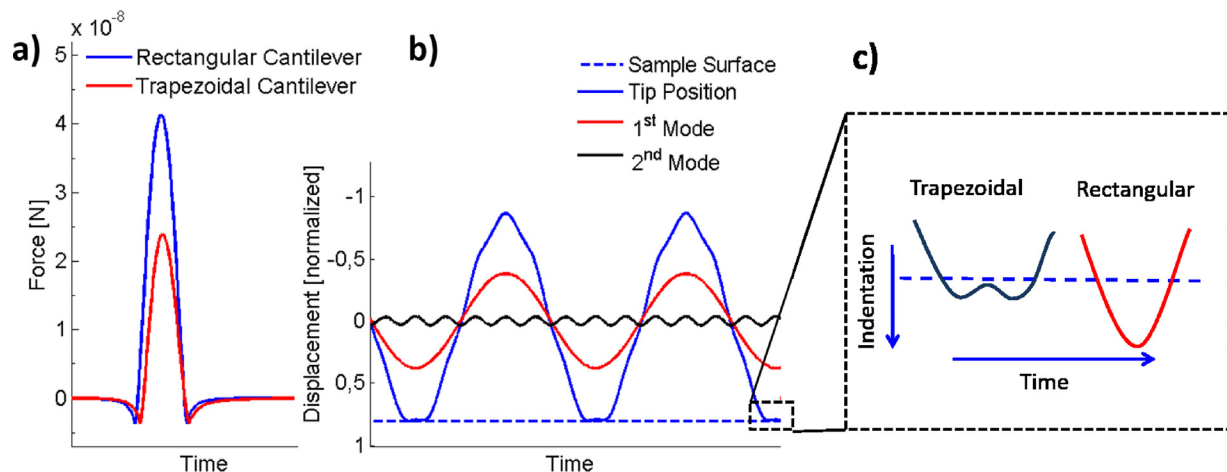 a)
x 10-8
5
4
3
2
1
0
Force [N]
Time
Rectangular Cantilever
Trapezoidal Cantilever
b)
Sample Surface
Tip Position
1st Mode
2nd Mode
Displacement [normalized]
-1
-0,5
0
0,5
1
Time
c)
Trapezoidal Rectangular
Indentation
Time